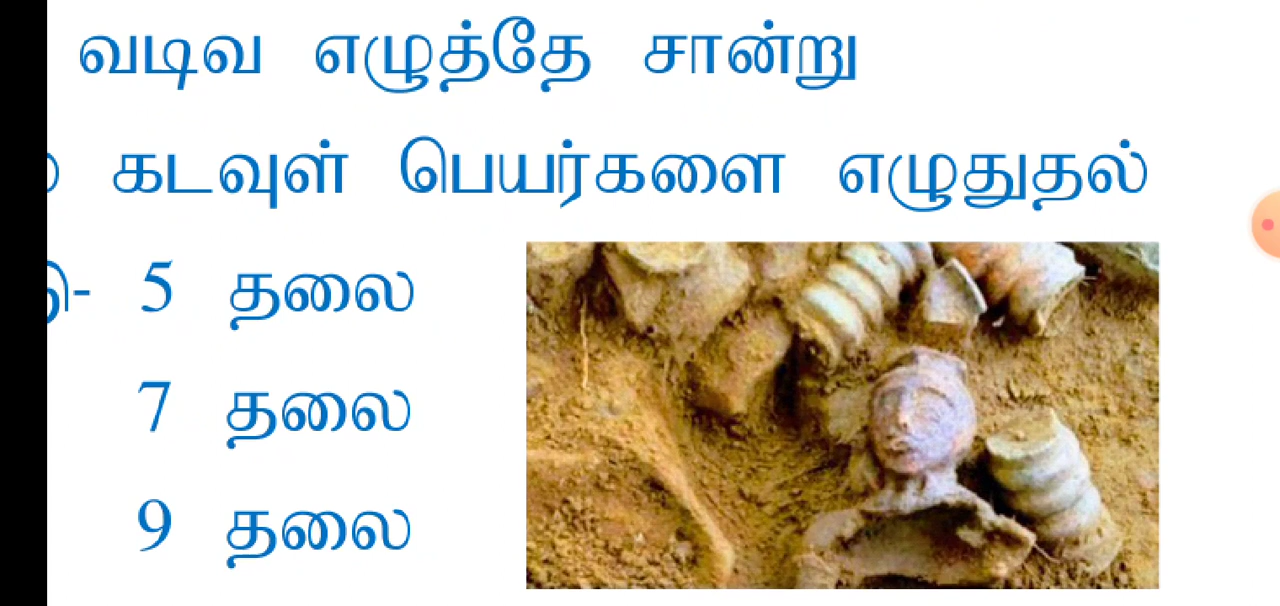 வடிவ எழுத்தே சான்று
கடவுள் பெயர்களை எழுதுதல்
- 5 தலை
7 தலை
9 தலை